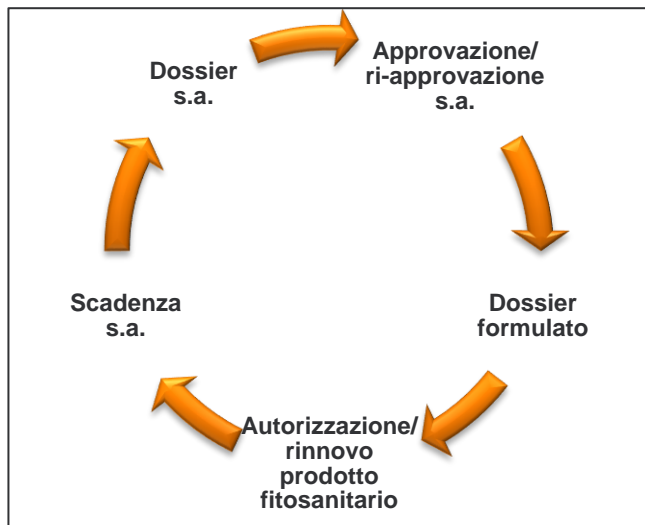 Dossier
s.a.
Approvazione/
ri-approvazione
s.a.
Dossier
formulato
Autorizzazione/
rinnovo
prodotto
fitosanitario
Scadenza
s.a.